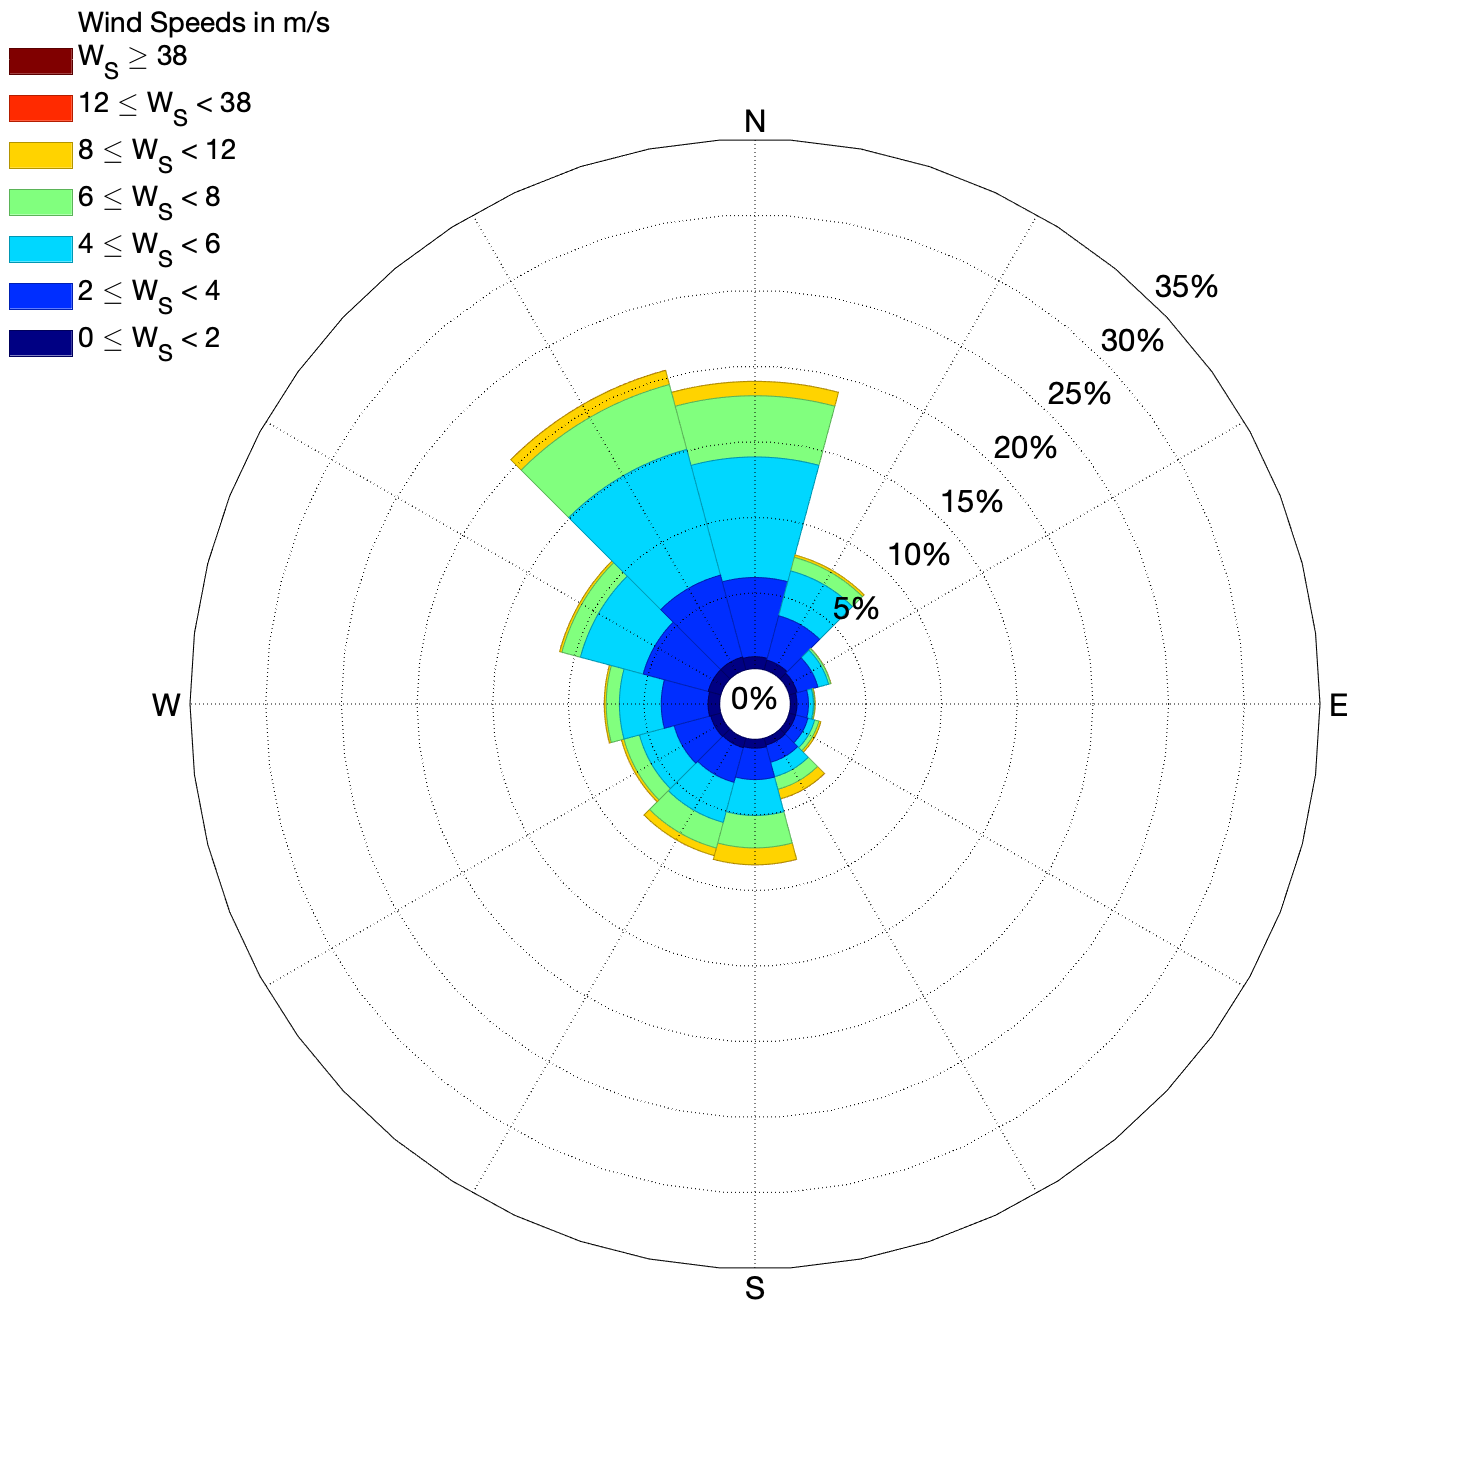 Wind Speeds in m/s
W_S ≥ 38
12 ≤ W_S < 38
8 ≤ W_S < 12
6 ≤ W_S < 8
4 ≤ W_S < 6
2 ≤ W_S < 4
0 ≤ W_S < 2
N
35%
30%
25%
20%
15%
10%
5%
0%
W
E
S